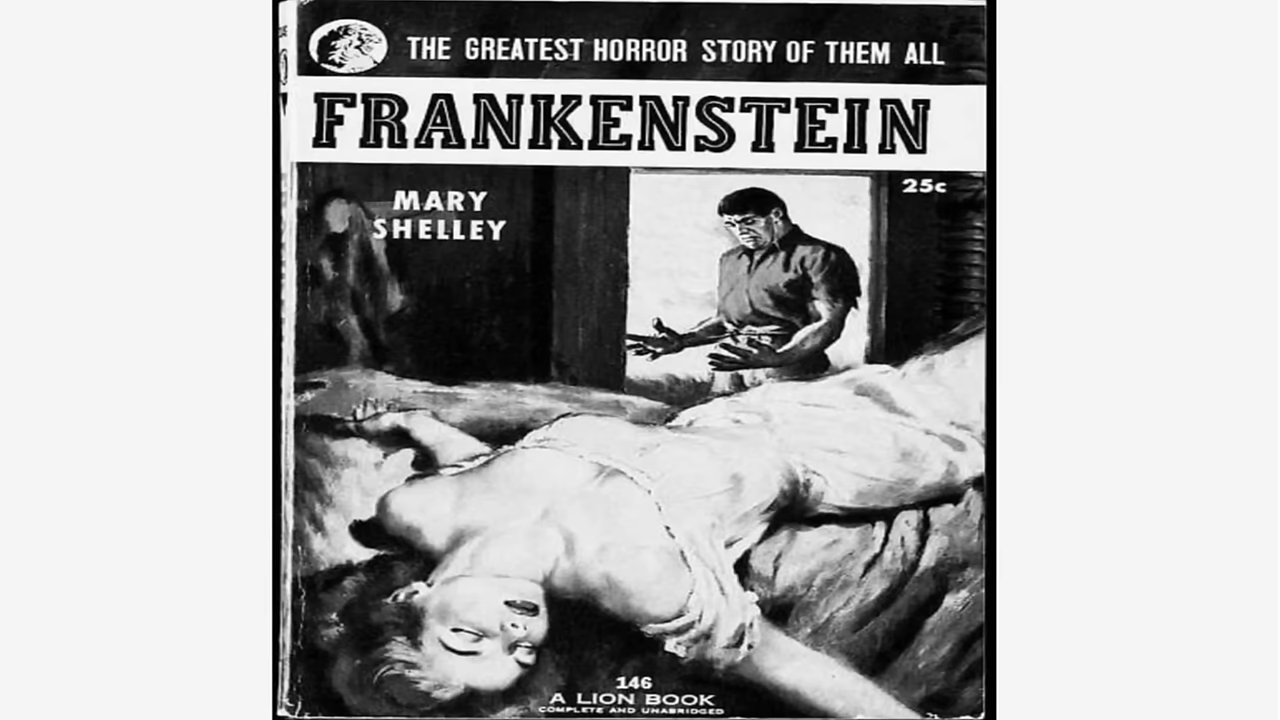 THE GREATEST HORROR STORY OF THEM ALL
FRANKENSTEIN
25c
MARY
SHELLEY
146
A LION BOOK
COMPLETE AND UNABRIDGED